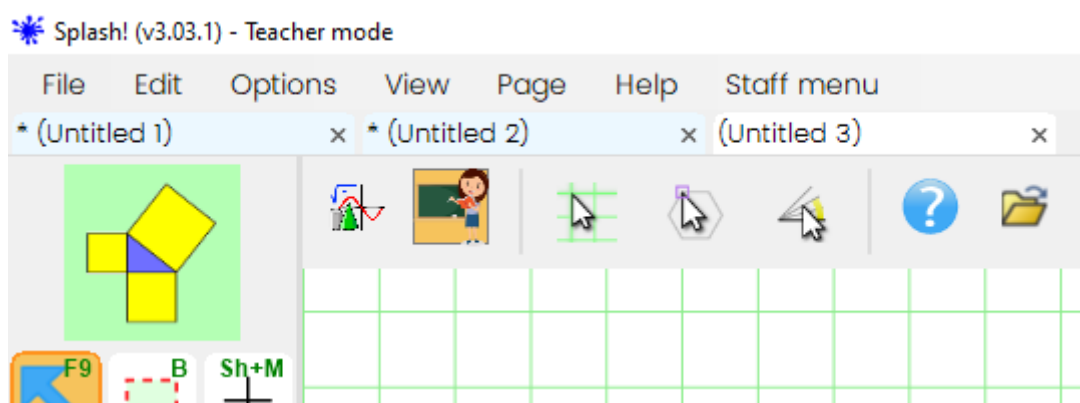 Splash! (v3.03.1) - Teacher mode
File Edit Options View Page Help Staff menu
* (Untitled 1) × * (Untitled 2) × (Untitled 3) ×
?
F9 B Sh+M